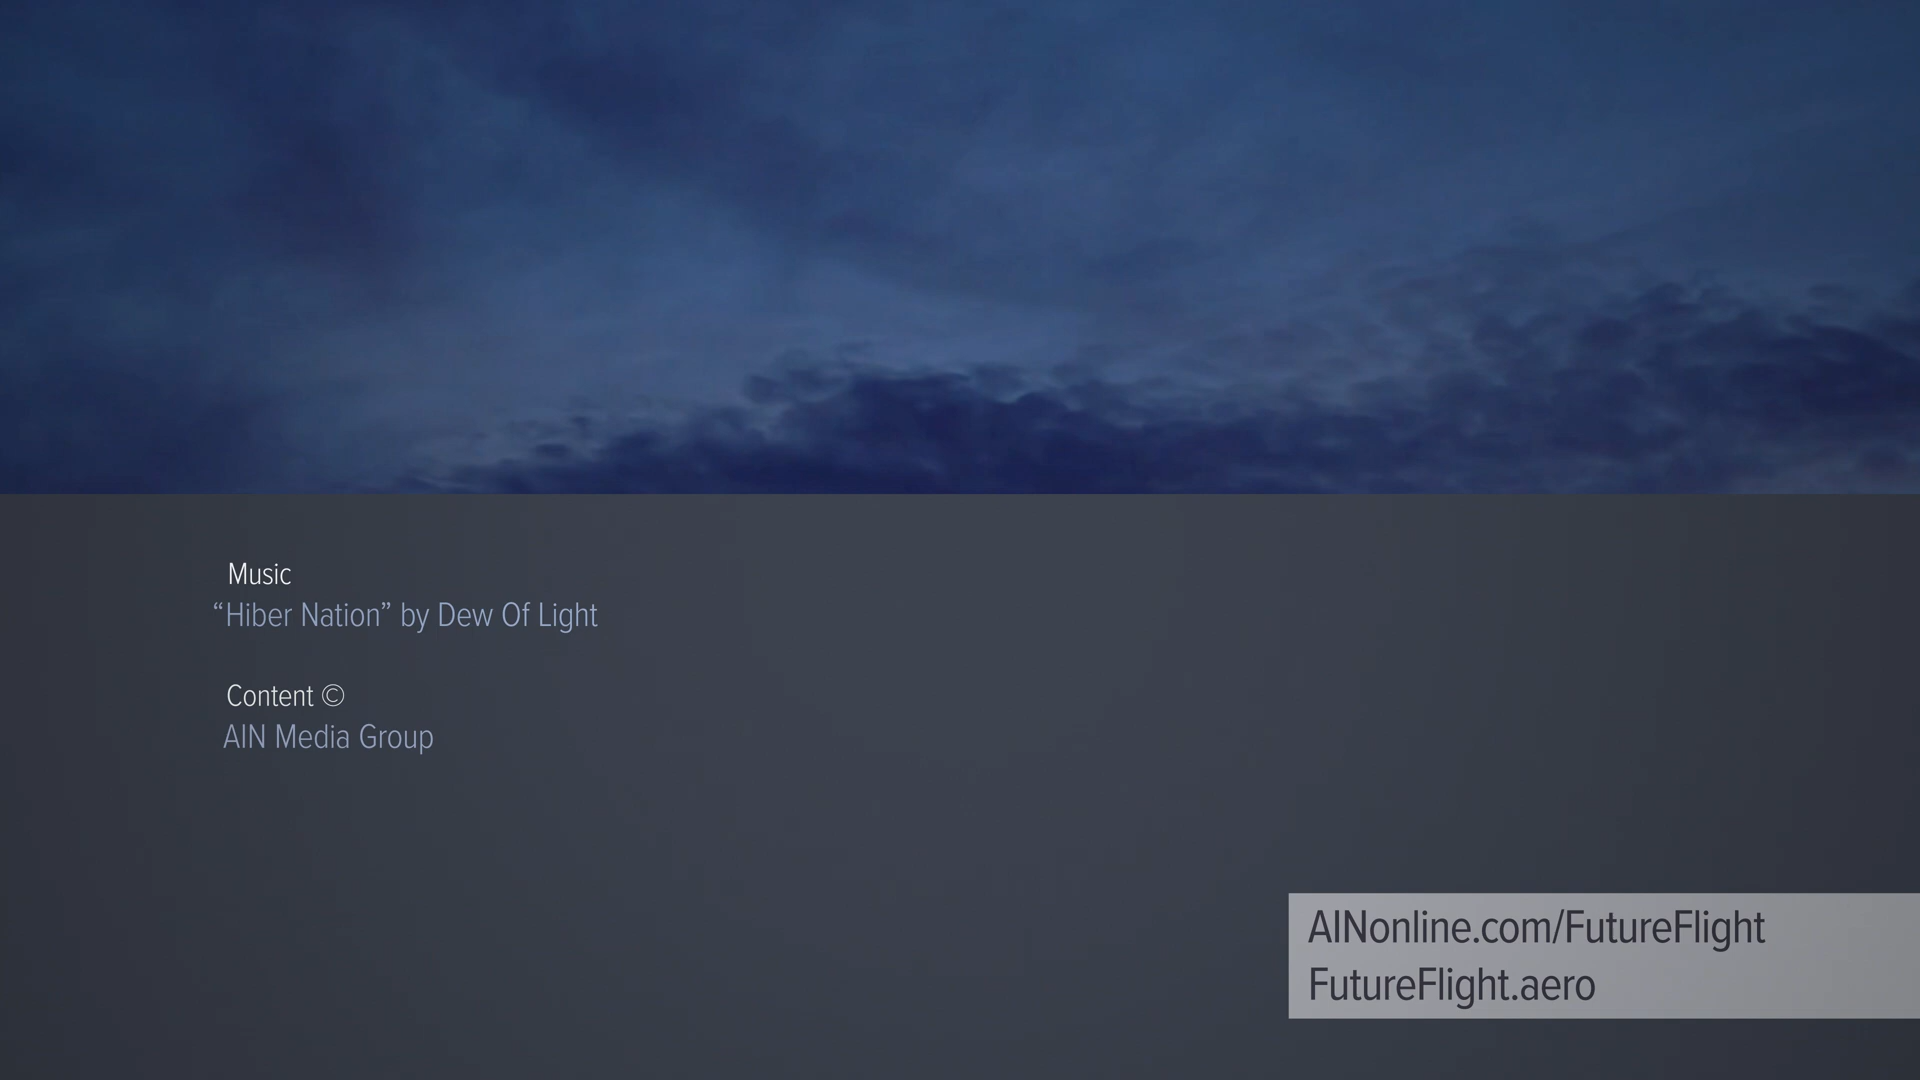 Music
“Hiber Nation” by Dew Of Light
Content ©
AIN Media Group
AINonline.com/FutureFlight
FutureFlight.aero